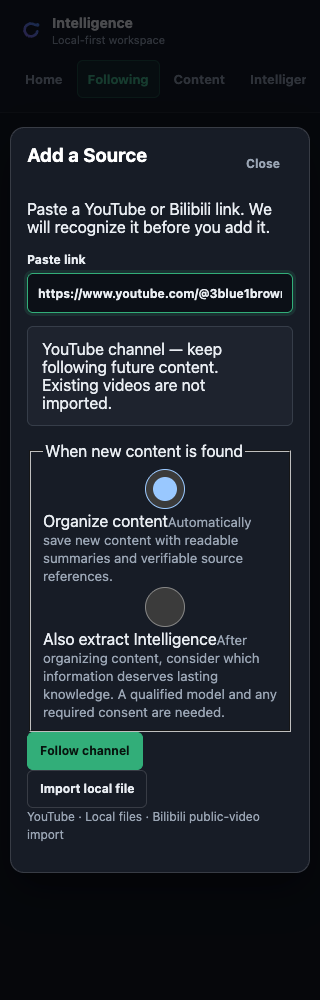 Intelligence
Local-first workspace
Home Following Content Intelliger
Add a Source
Close
Paste a YouTube or Bilibili link. We
will recognize it before you add it.
Paste link
https://www.youtube.com/@3blue1brow
YouTube channel — keep
following future content.
Existing videos are not
imported.
When new content is found
Organize contentAutomatically
save new content with readable
summaries and verifiable source
references.
Also extract IntelligenceAfter
organizing content, consider which
information deserves lasting
knowledge. A qualified model and any
required consent are needed.
Follow channel
Import local file
YouTube · Local files · Bilibili public-video
import